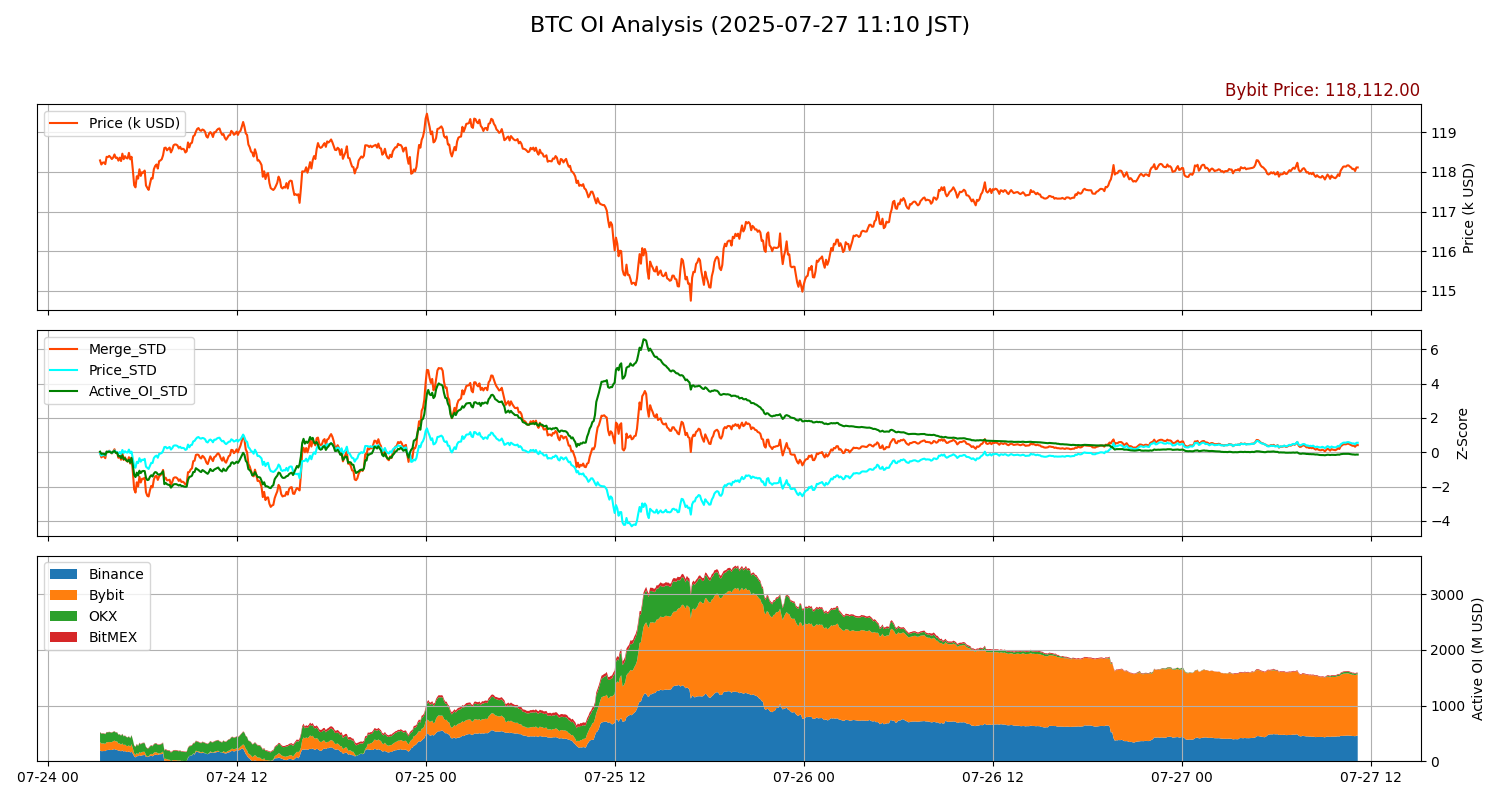 BTC OI Analysis (2025-07-27 11:10 JST)
Bybit Price: 118,112.00
Price (k USD)
119
118
117
116
115
Price (k USD)
Merge_STD
Price_STD
Active_OI_STD
6
4
2
0
−2
−4
Z-Score
Binance
Bybit
OKX
BitMEX
3000
2000
1000
0
Active OI (M USD)
07-24 00
07-24 12
07-25 00
07-25 12
07-26 00
07-26 12
07-27 00
07-27 12